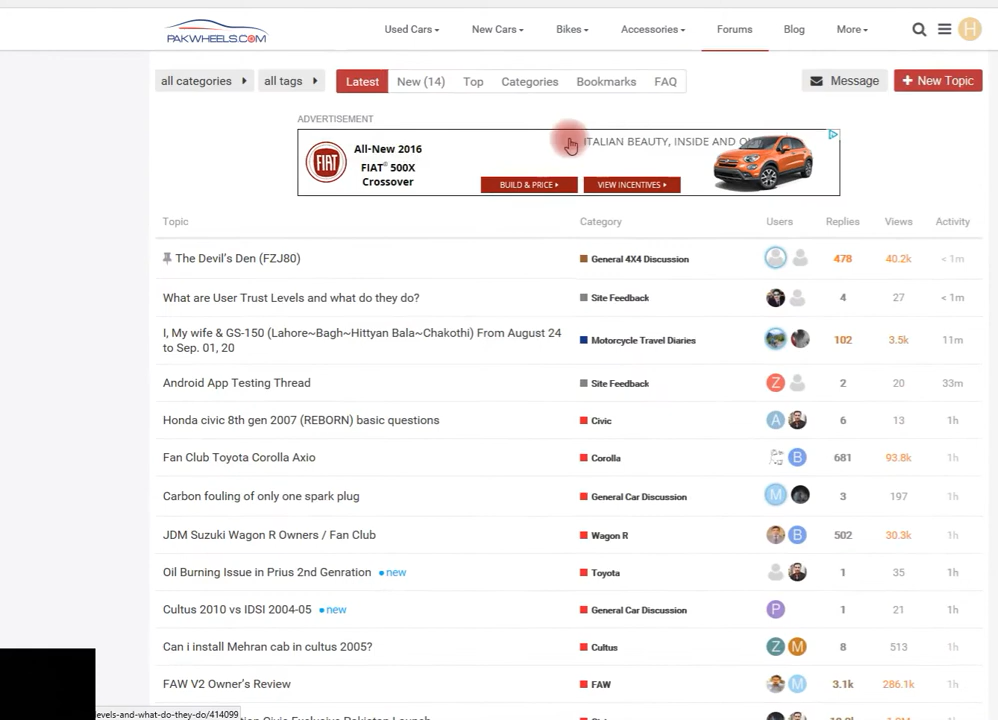 PAKWHEELS.COM
Used Cars New Cars Bikes Accessories Forums Blog More H
all categories all tags Latest New (14) Top Categories Bookmarks FAQ Message + New Topic
ADVERTISEMENT
FIAT
All-New 2016
FIAT® 500X
Crossover
ITALIAN BEAUTY, INSIDE AND
BUILD & PRICE VIEW INCENTIVES
Topic Category Users Replies Views Activity
The Devil's Den (FZJ80) General 4X4 Discussion 478 40.2k < 1m
What are User Trust Levels and what do they do? Site Feedback 4 27 < 1m
I, My wife & GS-150 (Lahore~Bagh~Hittyan Bala~Chakothi) From August 24
to Sep. 01, 20 Motorcycle Travel Diaries 102 3.5k 11m
Android App Testing Thread Site Feedback Z 2 20 33m
Honda civic 8th gen 2007 (REBORN) basic questions Civic A 6 13 1h
Fan Club Toyota Corolla Axio Corolla B 681 93.8k 1h
Carbon fouling of only one spark plug General Car Discussion M 3 197 1h
JDM Suzuki Wagon R Owners / Fan Club Wagon R B 502 30.3k 1h
Oil Burning Issue in Prius 2nd Genration new Toyota 1 35 1h
Cultus 2010 vs IDSI 2004-05 new General Car Discussion P 1 21 1h
Can i install Mehran cab in cultus 2005? Cultus Z M 8 513 1h
FAW V2 Owner's Review FAW M 3.1k 286.1k 1h
evels-and-what-do-they-do/414099